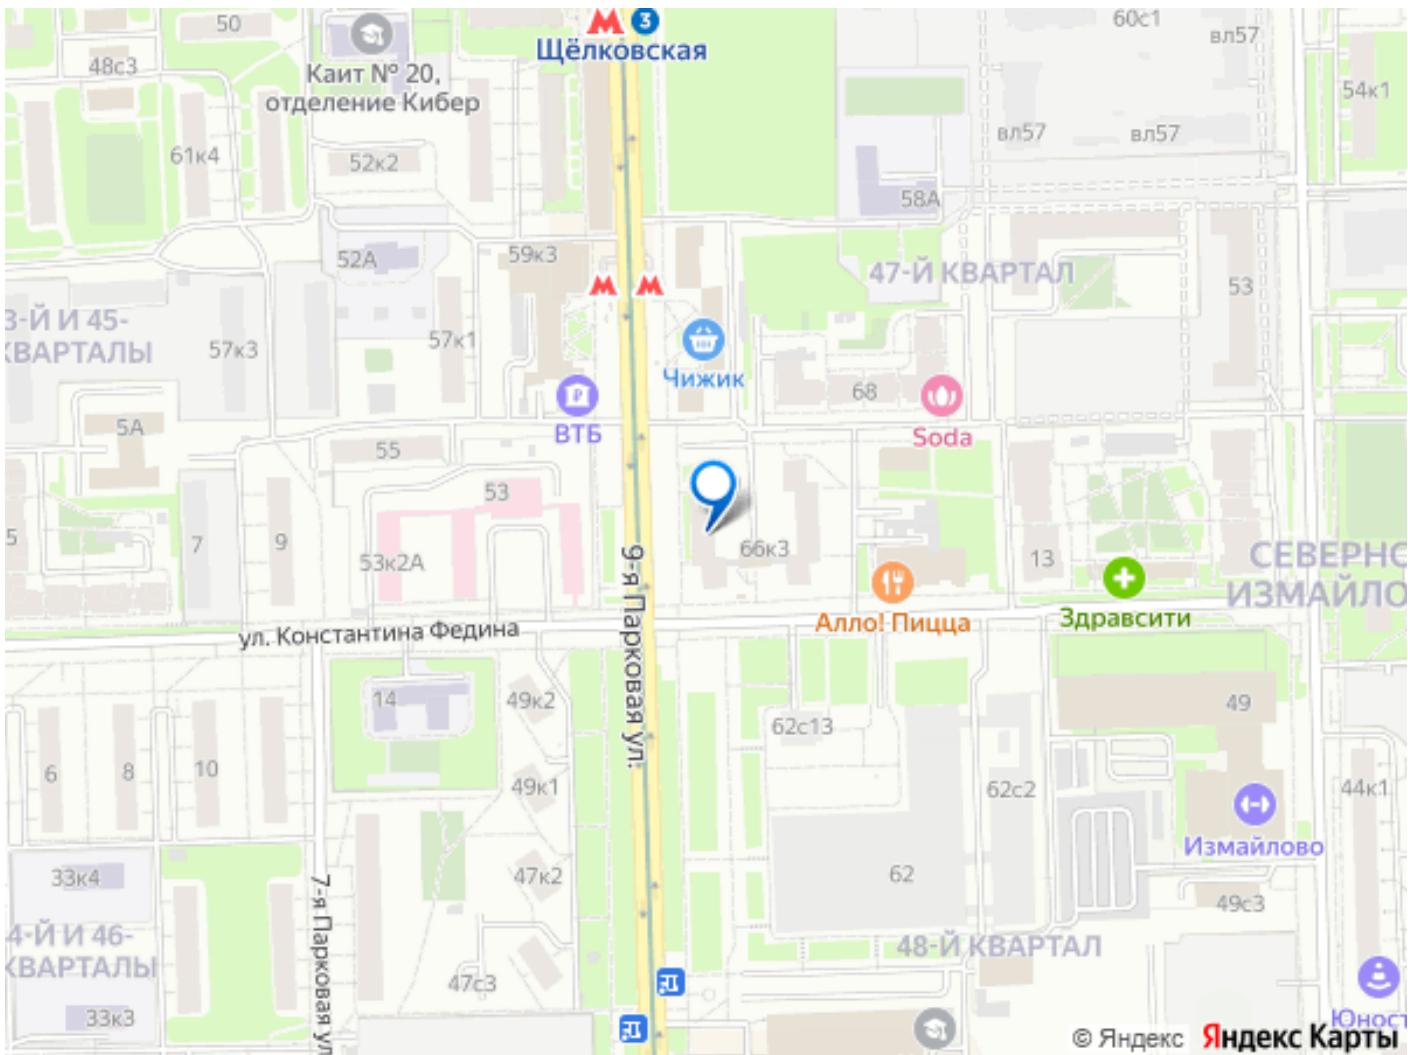 50
3
60с1
вл57
Щёлковская
48с3
Каит № 20,
отделение Кибер
54к1
вл57
вл57
61к4
52к2
58А
52А
59к3
47-Й КВАРТАЛ
53
3-Й И 45-
КВАРТАЛЫ
57к3
57к1
Чижик
68
5А
55
ВТБ
Soda
53
5
7
9
53к2А
66к3
13
СЕВЕРНО
ИЗМАЙЛО
9-я Парковая ул.
Алло! Пицца
Здравсити
ул. Константина Федина
14
49к2
49
62с13
6
8
10
49к1
62с2
44к1
Измайлово
33к4
47к2
62
49с3
7-я Парковая ул
4-Й И 46-
КВАРТАЛЫ
48-Й КВАРТАЛ
47с3
33к3
Юност
© Яндекс Яндекс Карты